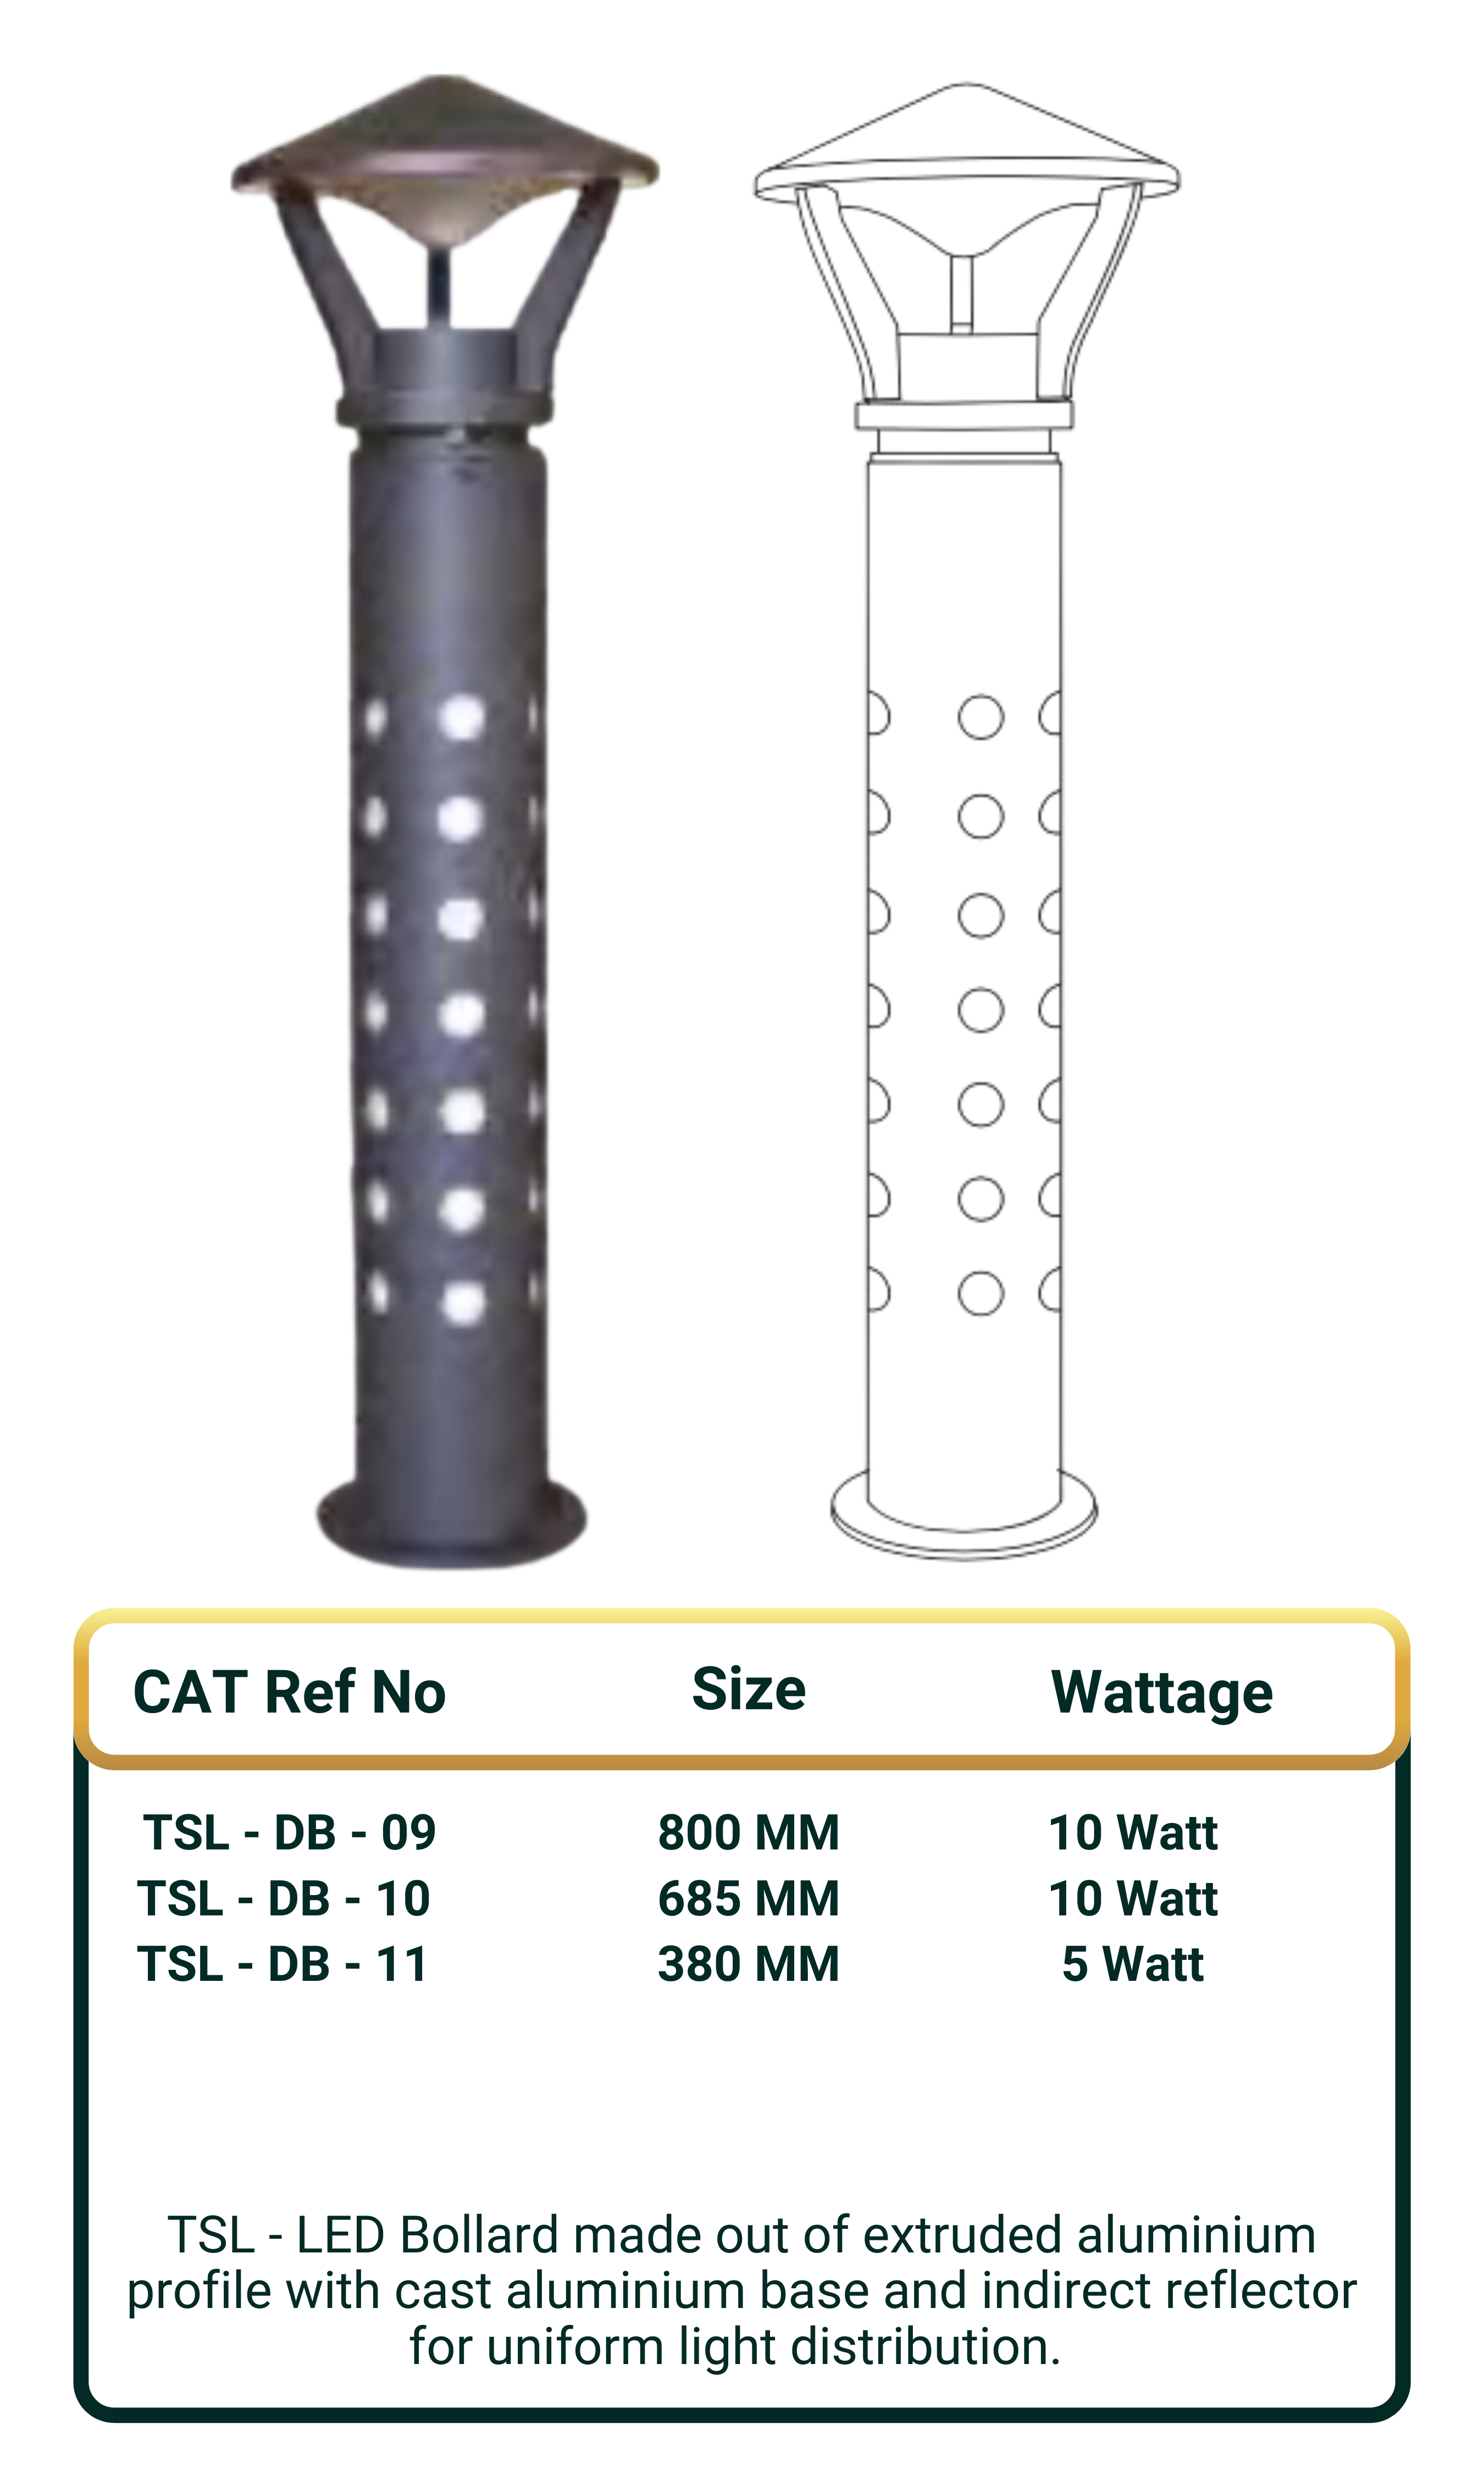 CAT Ref No Size Wattage
TSL - DB - 09 800 MM 10 Watt
TSL - DB - 10 685 MM 10 Watt
TSL - DB - 11 380 MM 5 Watt
TSL - LED Bollard made out of extruded aluminium
profile with cast aluminium base and indirect reflector
for uniform light distribution.